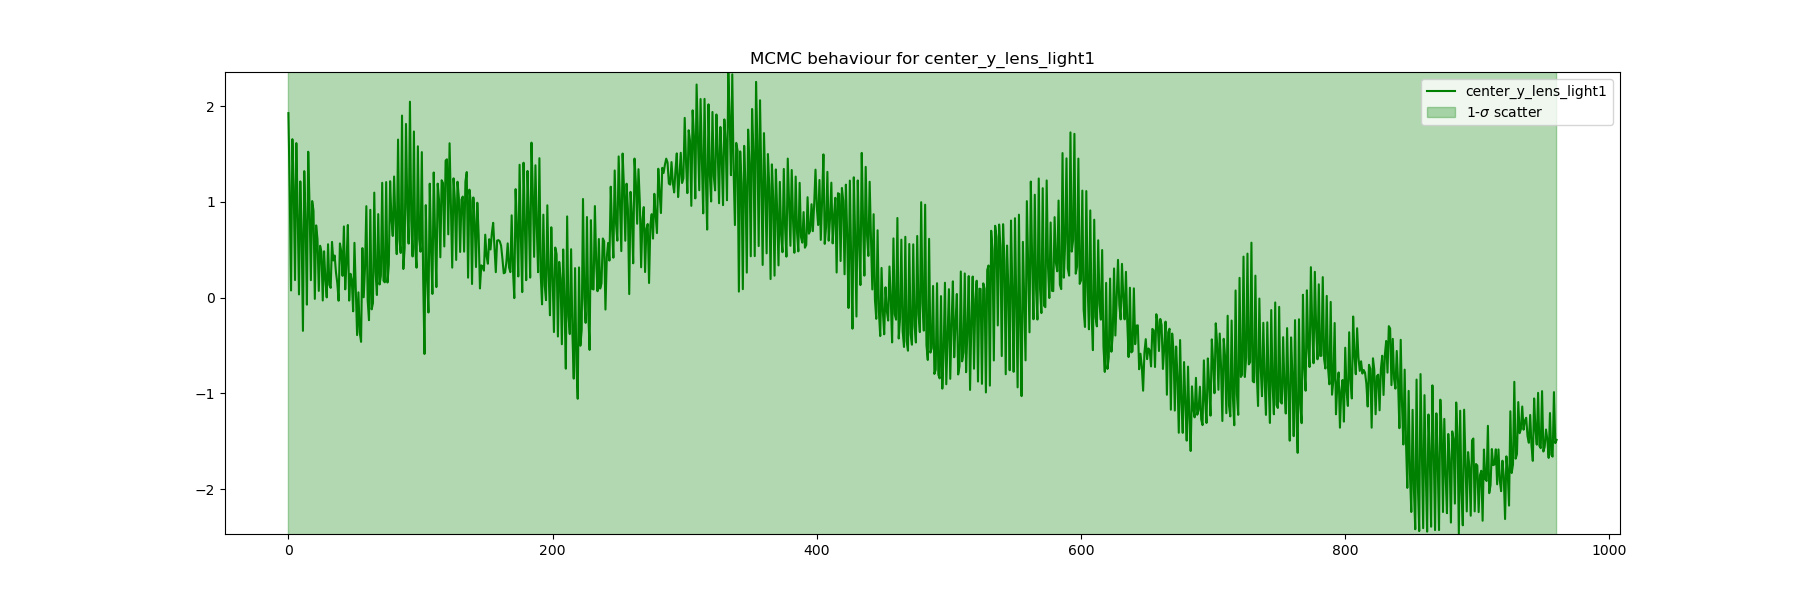 MCMC behaviour for center_y_lens_light1
center_y_lens_light1
1-σ scatter
2
1
0
−1
−2
0 200 400 600 800 1000